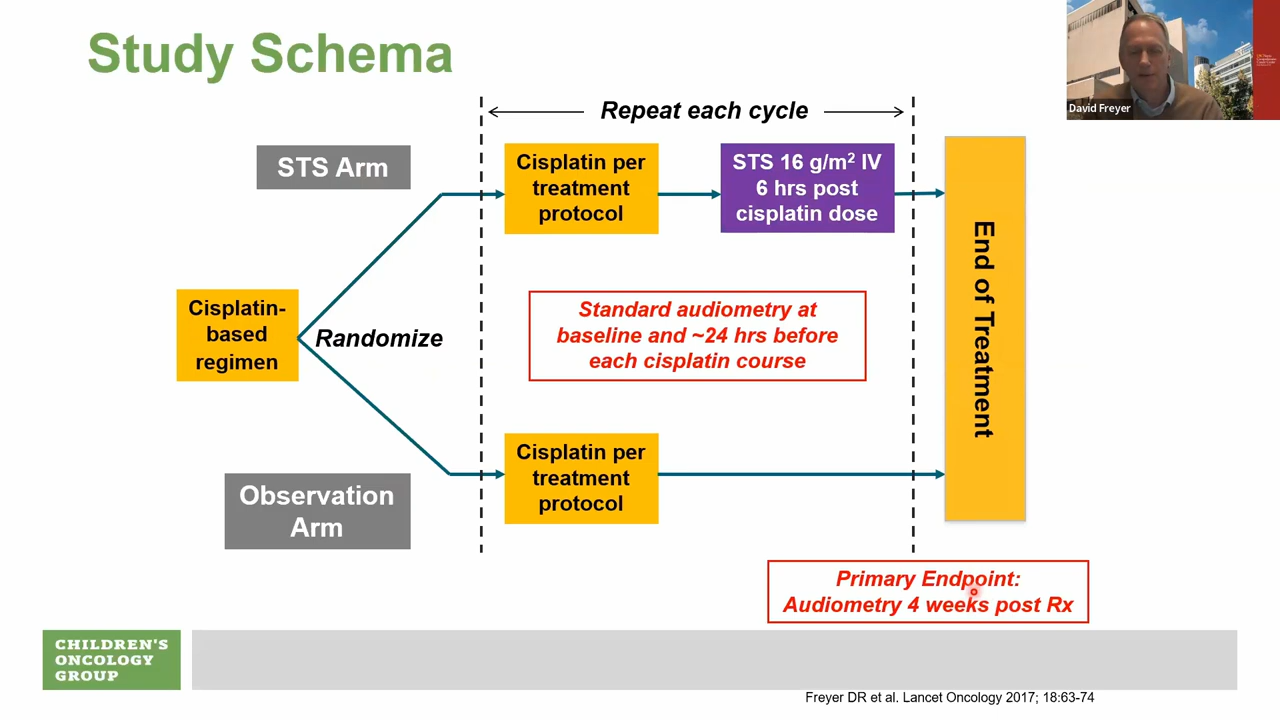 Study Schema
David Freyer
Repeat each cycle
STS Arm
Cisplatin per
treatment
protocol
STS 16 g/m² IV
6 hrs post
cisplatin dose
End of Treatment
Cisplatin-
based
regimen
Randomize
Standard audiometry at
baseline and ~24 hrs before
each cisplatin course
Observation
Arm
Cisplatin per
treatment
protocol
Primary Endpoint:
Audiometry 4 weeks post Rx
CHILDREN'S
ONCOLOGY
GROUP
Freyer DR et al. Lancet Oncology 2017; 18:63-74